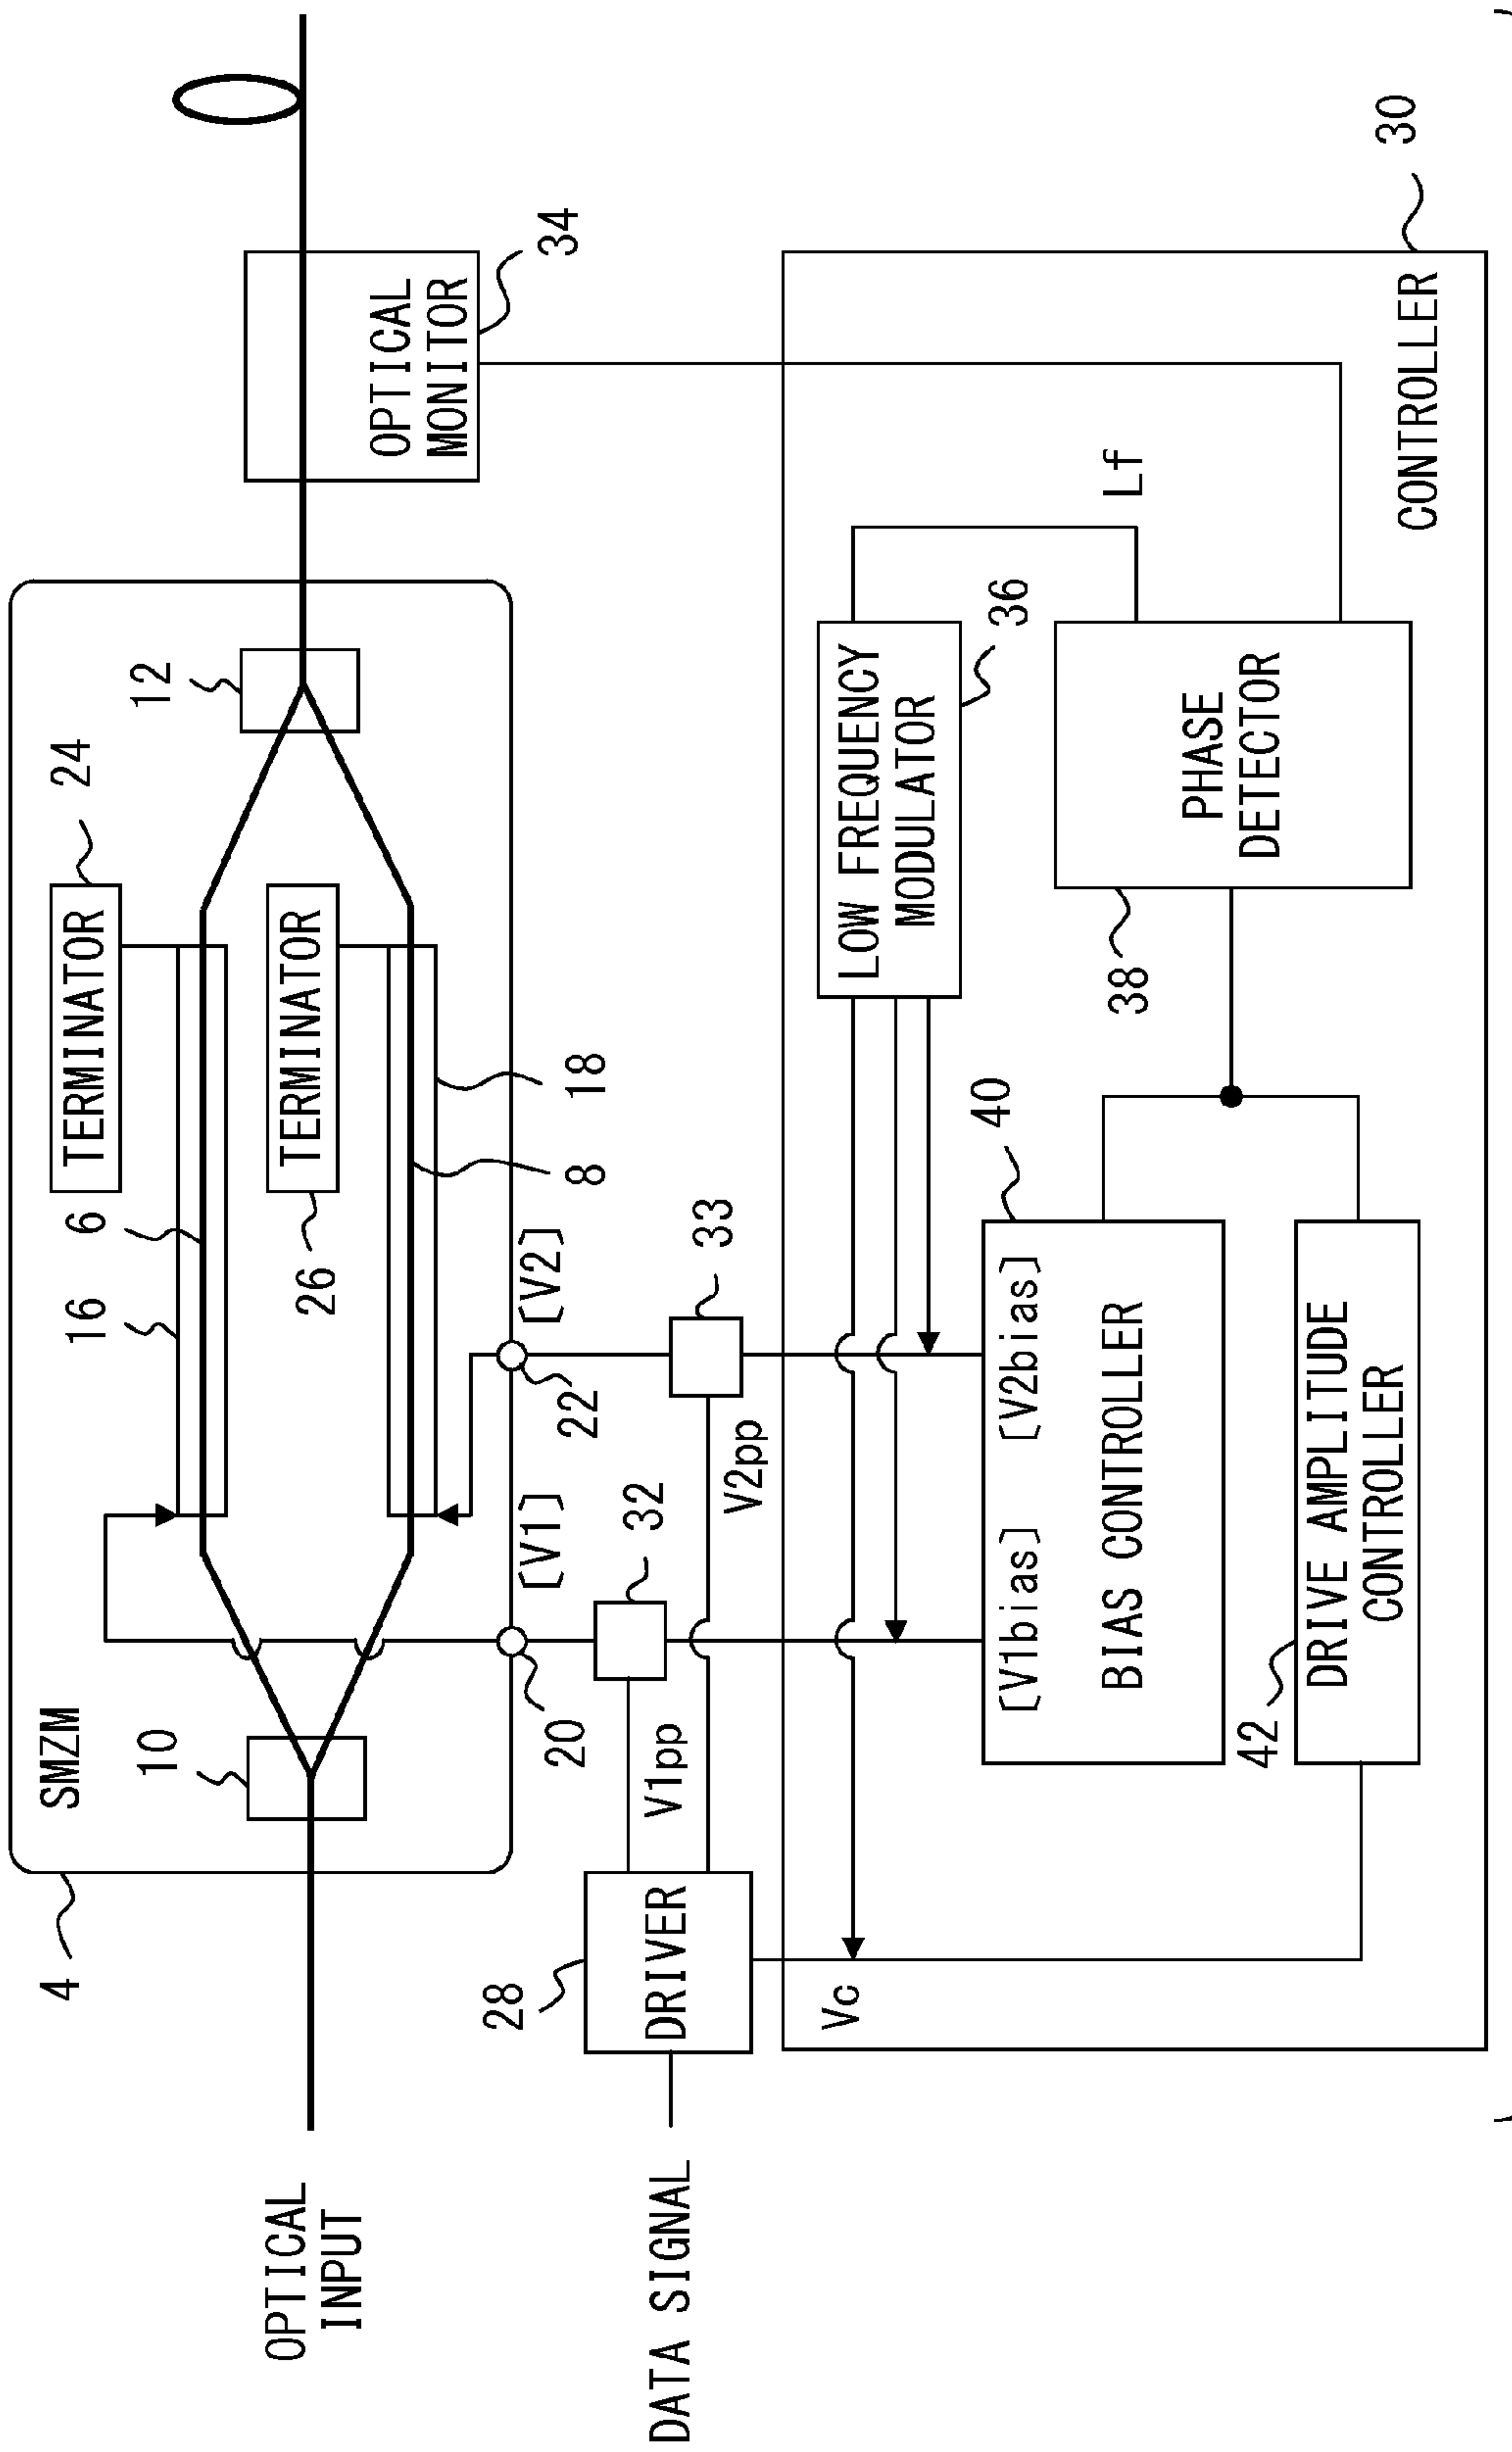 4
SMZM
10
16
6
TERMINATOR
24
12
26
TERMINATOR
8
18
OPTICAL
MONITOR
34
OPTICAL
INPUT
20
[V1]
22
[V2]
28
DRIVER
V1pp
32
V2pp
33
DATA SIGNAL
Vc
LOW FREQUENCY
MODULATOR
36
Lf
30
[V1bias]
[V2bias]
40
BIAS CONTROLLER
38
PHASE
DETECTOR
42
DRIVE AMPLITUDE
CONTROLLER
CONTROLLER